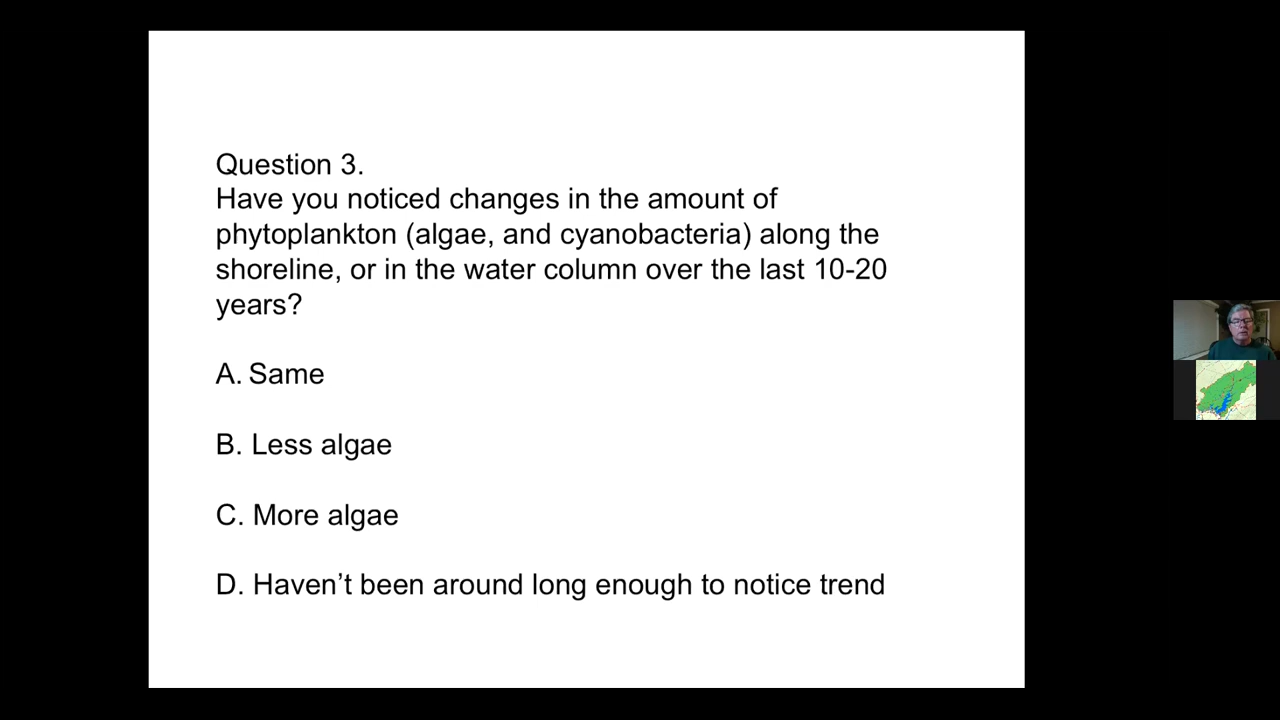 Question 3.
Have you noticed changes in the amount of
phytoplankton (algae, and cyanobacteria) along the
shoreline, or in the water column over the last 10-20
years?
A. Same
B. Less algae
C. More algae
D. Haven’t been around long enough to notice trend